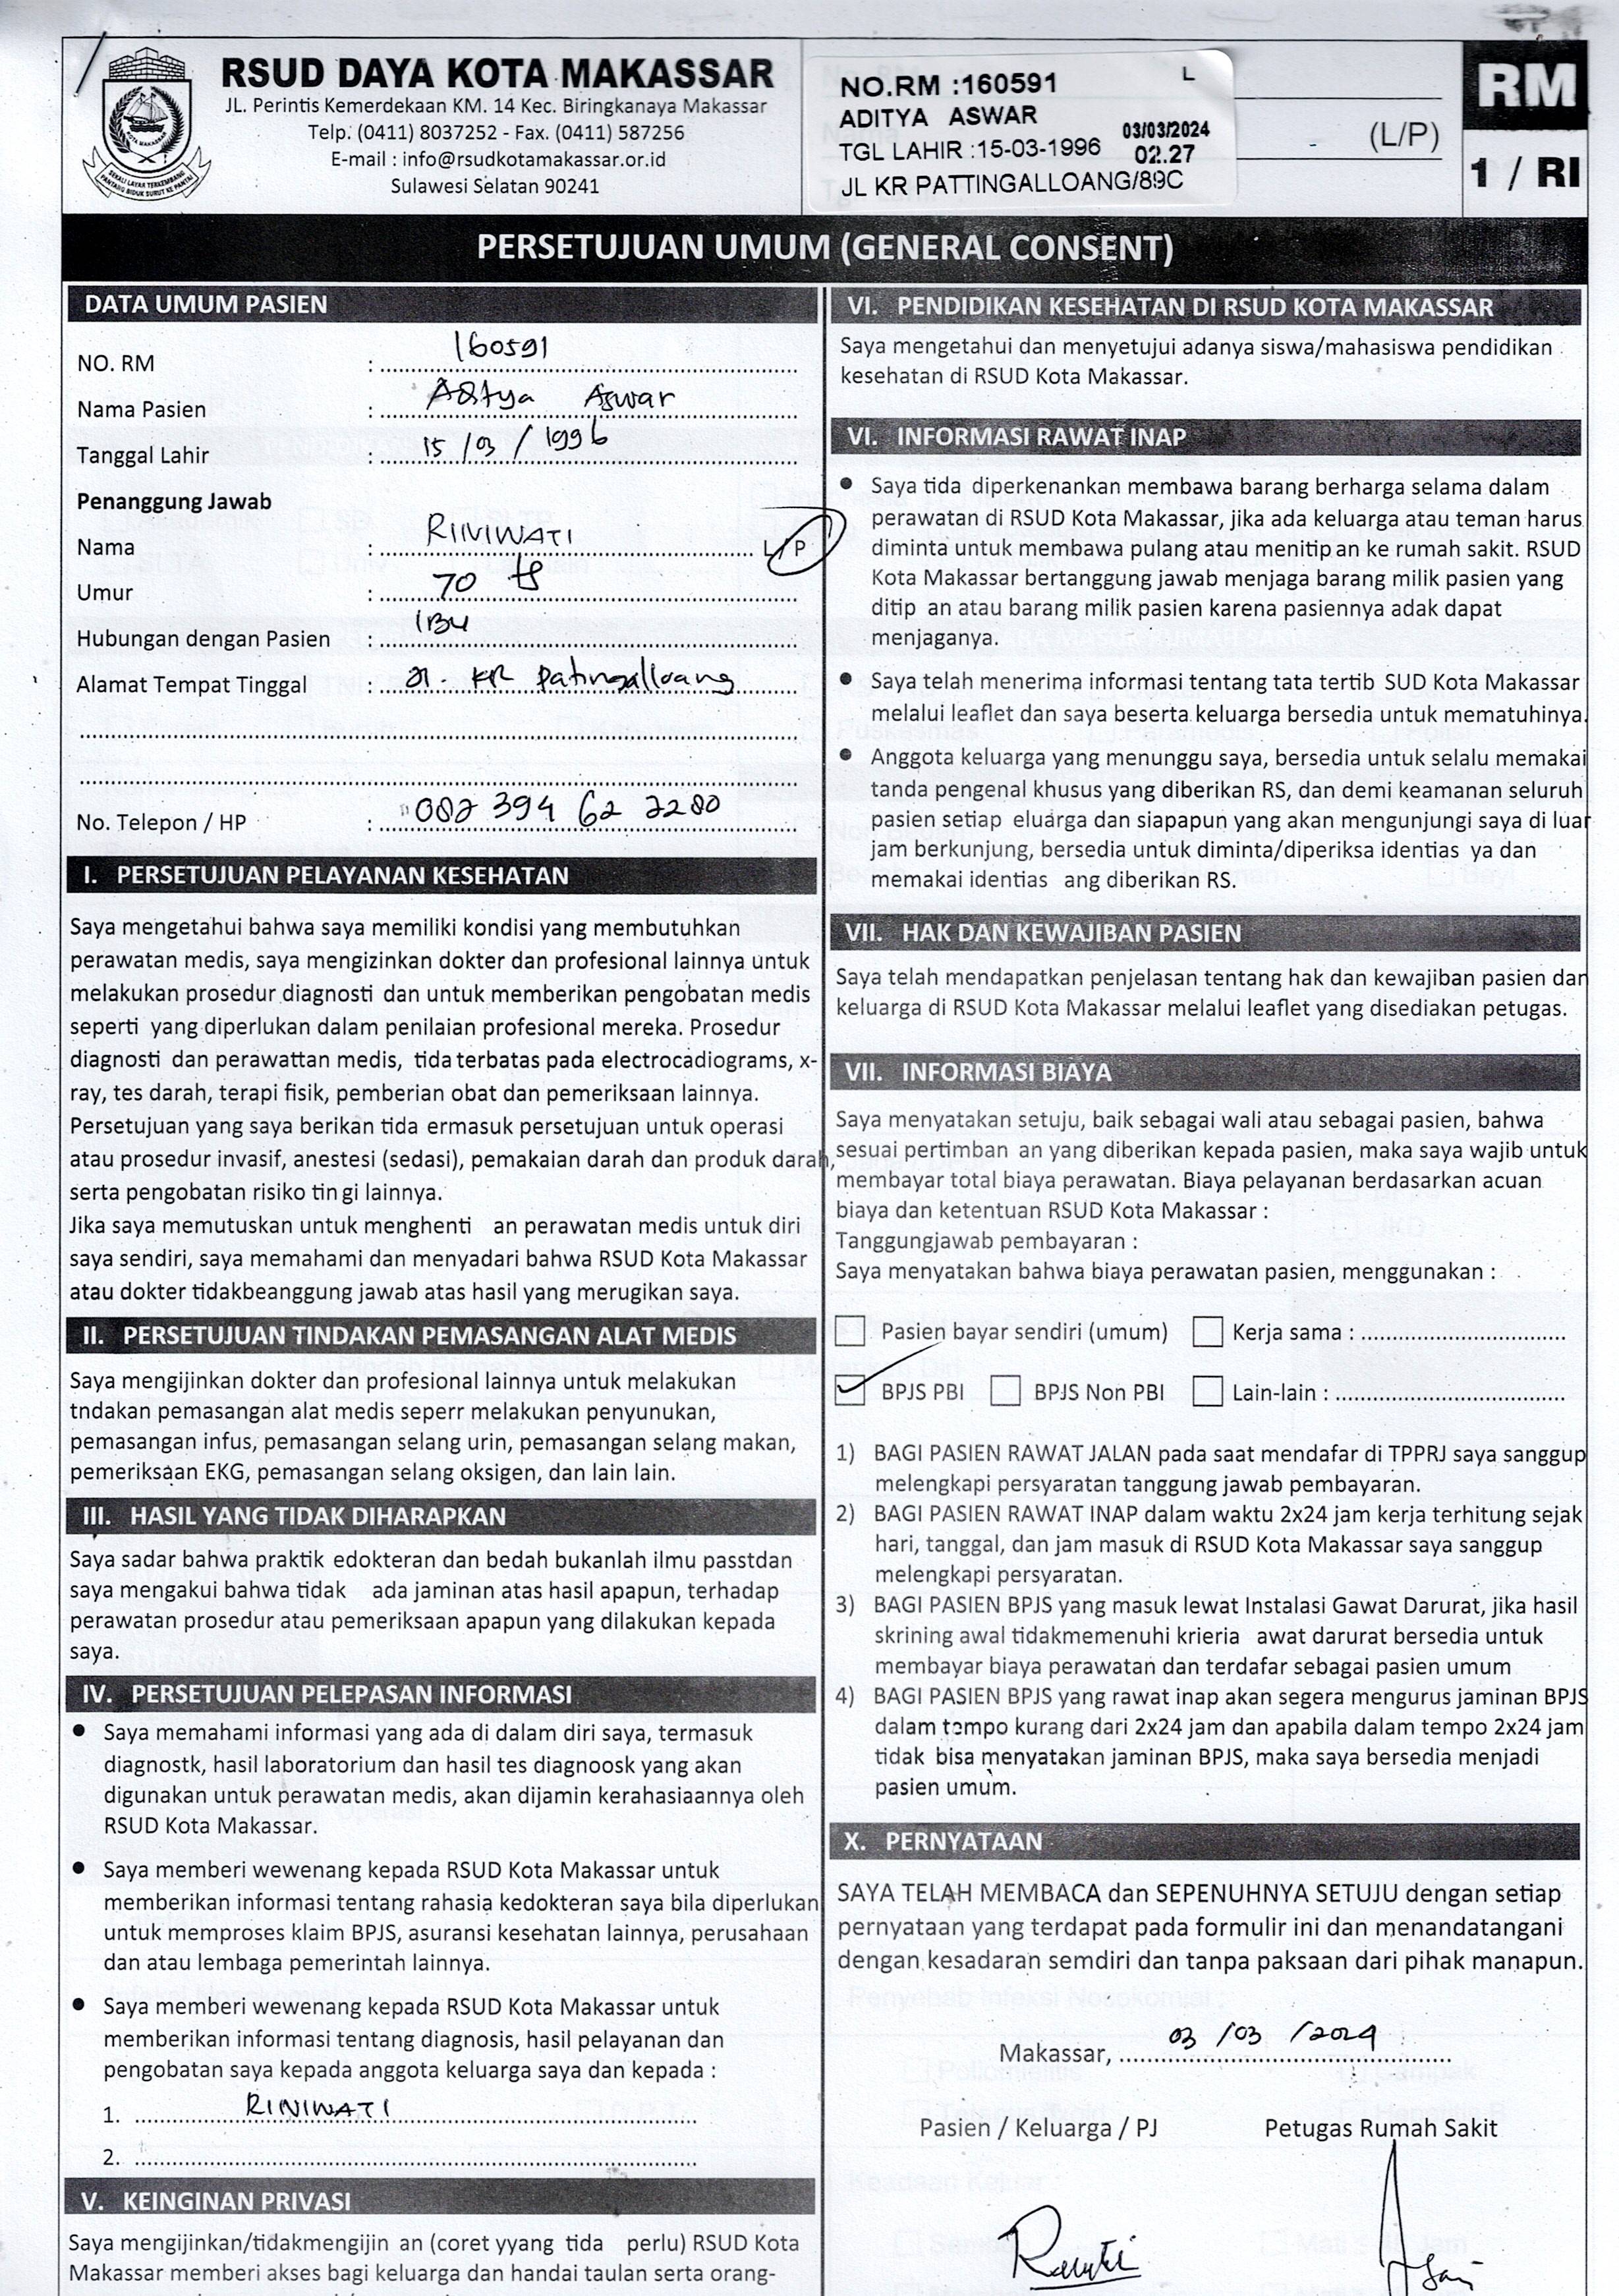 RSUD DAYA KOTA MAKASSAR
JL. Perintis Kemerdekaan KM. 14 Kec. Biringkanaya Makassar
Telp. (0411) 8037252 - Fax. (0411) 587256
E-mail : info@rsudkotamakassar.or.id
Sulawesi Selatan 90241
NO.RM :160591 L
ADITYA ASWAR
03/03/2024
TGL LAHIR :15-03-1996 02.27
JL KR PATTINGALLOANG/89C
(L/P)
RM
1 / RI
PERSETUJUAN UMUM (GENERAL CONSENT)
DATA UMUM PASIEN
NO. RM : 160591
Nama Pasien : Aditya Aswar
Tanggal Lahir : 15 /03 / 1996
Penanggung Jawab
Nama : RINIWATI L/P
Umur : 70
Hubungan dengan Pasien : IBU
Alamat Tempat Tinggal : Jl. KR Patingalloang
No. Telepon / HP : 082 394 62 2280
I. PERSETUJUAN PELAYANAN KESEHATAN
Saya mengetahui bahwa saya memiliki kondisi yang membutuhkan
perawatan medis, saya mengizinkan dokter dan profesional lainnya untuk
melakukan prosedur diagnosti dan untuk memberikan pengobatan medis
seperti yang diperlukan dalam penilaian profesional mereka. Prosedur
diagnosti dan perawattan medis, tida terbatas pada electrocadiograms, x-
ray, tes darah, terapi fisik, pemberian obat dan pemeriksaan lainnya.
Persetujuan yang saya berikan tida ermasuk persetujuan untuk operasi
atau prosedur invasif, anestesi (sedasi), pemakaian darah dan produk darah,
serta pengobatan risiko tin gi lainnya.
Jika saya memutuskan untuk menghenti an perawatan medis untuk diri
saya sendiri, saya memahami dan menyadari bahwa RSUD Kota Makassar
atau dokter tidakbeanggung jawab atas hasil yang merugikan saya.
II. PERSETUJUAN TINDAKAN PEMASANGAN ALAT MEDIS
Saya mengijinkan dokter dan profesional lainnya untuk melakukan
tndakan pemasangan alat medis seperr melakukan penyunukan,
pemasangan infus, pemasangan selang urin, pemasangan selang makan,
pemeriksaan EKG, pemasangan selang oksigen, dan lain lain.
III. HASIL YANG TIDAK DIHARAPKAN
Saya sadar bahwa praktik edokteran dan bedah bukanlah ilmu passtdan
saya mengakui bahwa tidak ada jaminan atas hasil apapun, terhadap
perawatan prosedur atau pemeriksaan apapun yang dilakukan kepada
saya.
IV. PERSETUJUAN PELEPASAN INFORMASI
● Saya memahami informasi yang ada di dalam diri saya, termasuk
diagnostk, hasil laboratorium dan hasil tes diagnoosk yang akan
digunakan untuk perawatan medis, akan dijamin kerahasiaannya oleh
RSUD Kota Makassar.
● Saya memberi wewenang kepada RSUD Kota Makassar untuk
memberikan informasi tentang rahasia kedokteran saya bila diperlukan
untuk memproses klaim BPJS, asuransi kesehatan lainnya, perusahaan
dan atau lembaga pemerintah lainnya.
● Saya memberi wewenang kepada RSUD Kota Makassar untuk
memberikan informasi tentang diagnosis, hasil pelayanan dan
pengobatan saya kepada anggota keluarga saya dan kepada :
1. RINIWATI
2.
V. KEINGINAN PRIVASI
Saya mengijinkan/tidakmengijin an (coret yyang tida perlu) RSUD Kota
Makassar memberi akses bagi keluarga dan handai taulan serta orang-
VI. PENDIDIKAN KESEHATAN DI RSUD KOTA MAKASSAR
Saya mengetahui dan menyetujui adanya siswa/mahasiswa pendidikan
kesehatan di RSUD Kota Makassar.
VI. INFORMASI RAWAT INAP
● Saya tida diperkenankan membawa barang berharga selama dalam
perawatan di RSUD Kota Makassar, jika ada keluarga atau teman harus
diminta untuk membawa pulang atau menitip an ke rumah sakit. RSUD
Kota Makassar bertanggung jawab menjaga barang milik pasien yang
ditip an atau barang milik pasien karena pasiennya adak dapat
menjaganya.
● Saya telah menerima informasi tentang tata tertib SUD Kota Makassar
melalui leaflet dan saya beserta keluarga bersedia untuk mematuhinya.
● Anggota keluarga yang menunggu saya, bersedia untuk selalu memakai
tanda pengenal khusus yang diberikan RS, dan demi keamanan seluruh
pasien setiap eluarga dan siapapun yang akan mengunjungi saya di luar
jam berkunjung, bersedia untuk diminta/diperiksa identias ya dan
memakai identias ang diberikan RS.
VII. HAK DAN KEWAJIBAN PASIEN
Saya telah mendapatkan penjelasan tentang hak dan kewajiban pasien dan
keluarga di RSUD Kota Makassar melalui leaflet yang disediakan petugas.
VII. INFORMASI BIAYA
Saya menyatakan setuju, baik sebagai wali atau sebagai pasien, bahwa
sesuai pertimban an yang diberikan kepada pasien, maka saya wajib untuk
membayar total biaya perawatan. Biaya pelayanan berdasarkan acuan
biaya dan ketentuan RSUD Kota Makassar :
Tanggungjawab pembayaran :
Saya menyatakan bahwa biaya perawatan pasien, menggunakan :
Pasien bayar sendiri (umum) Kerja sama :
BPJS PBI BPJS Non PBI Lain-lain :
1) BAGI PASIEN RAWAT JALAN pada saat mendafar di TPPRJ saya sanggup
melengkapi persyaratan tanggung jawab pembayaran.
2) BAGI PASIEN RAWAT INAP dalam waktu 2x24 jam kerja terhitung sejak
hari, tanggal, dan jam masuk di RSUD Kota Makassar saya sanggup
melengkapi persyaratan.
3) BAGI PASIEN BPJS yang masuk lewat Instalasi Gawat Darurat, jika hasil
skrining awal tidakmemenuhi krieria awat darurat bersedia untuk
membayar biaya perawatan dan terdafar sebagai pasien umum
4) BAGI PASIEN BPJS yang rawat inap akan segera mengurus jaminan BPJS
dalam tempo kurang dari 2x24 jam dan apabila dalam tempo 2x24 jam
tidak bisa menyatakan jaminan BPJS, maka saya bersedia menjadi
pasien umum.
X. PERNYATAAN
SAYA TELAH MEMBACA dan SEPENUHNYA SETUJU dengan setiap
pernyataan yang terdapat pada formulir ini dan menandatangani
dengan kesadaran semdiri dan tanpa paksaan dari pihak manapun.
Makassar, 03 /03 /2024
Pasien / Keluarga / PJ Petugas Rumah Sakit